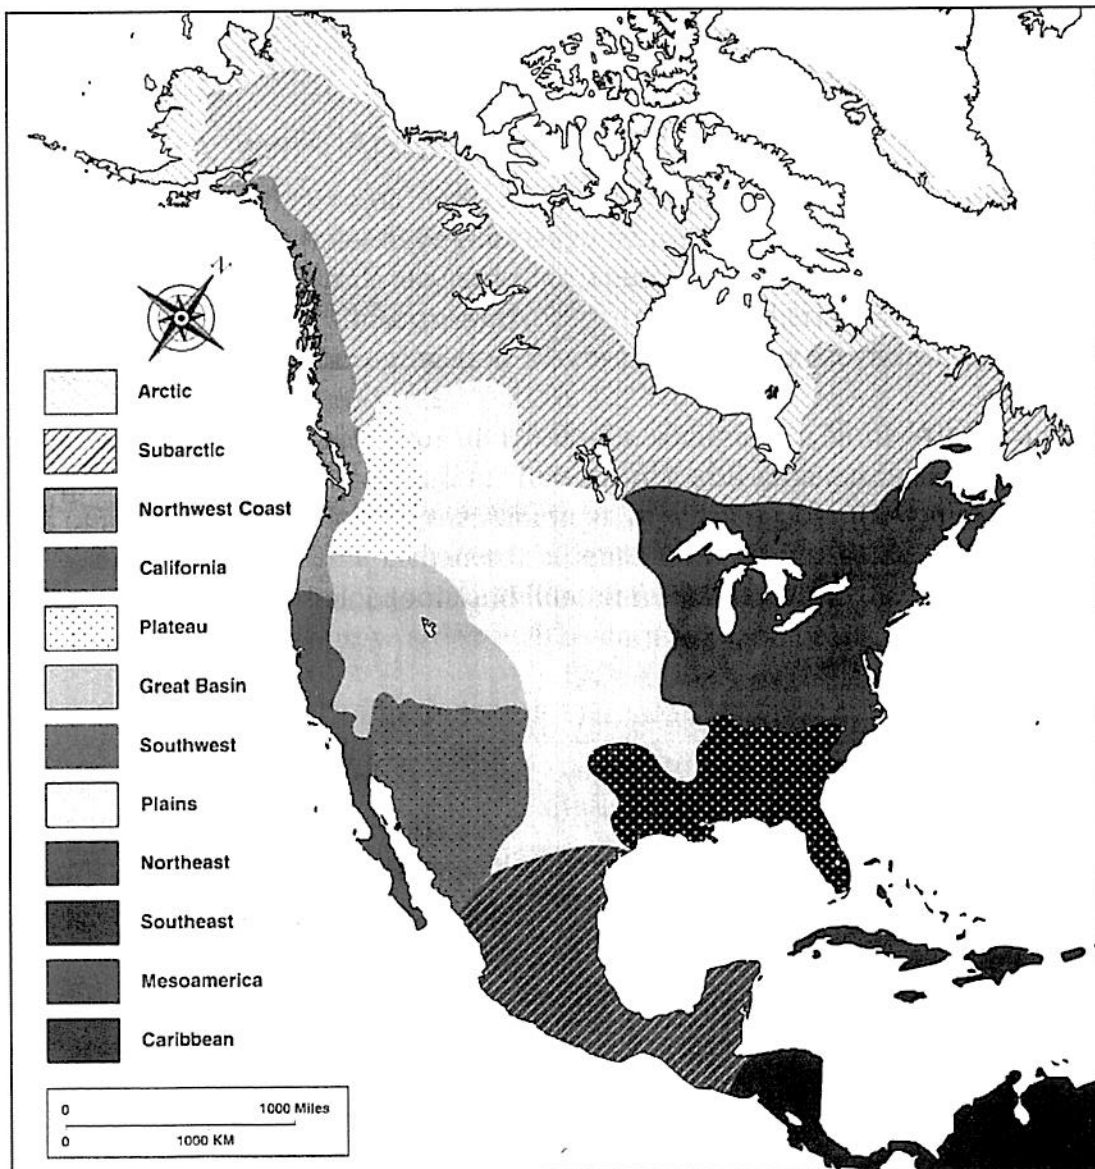 N
Arctic
Subarctic
Northwest Coast
California
Plateau
Great Basin
Southwest
Plains
Northeast
Southeast
Mesoamerica
Caribbean
0 1000 Miles
0 1000 KM